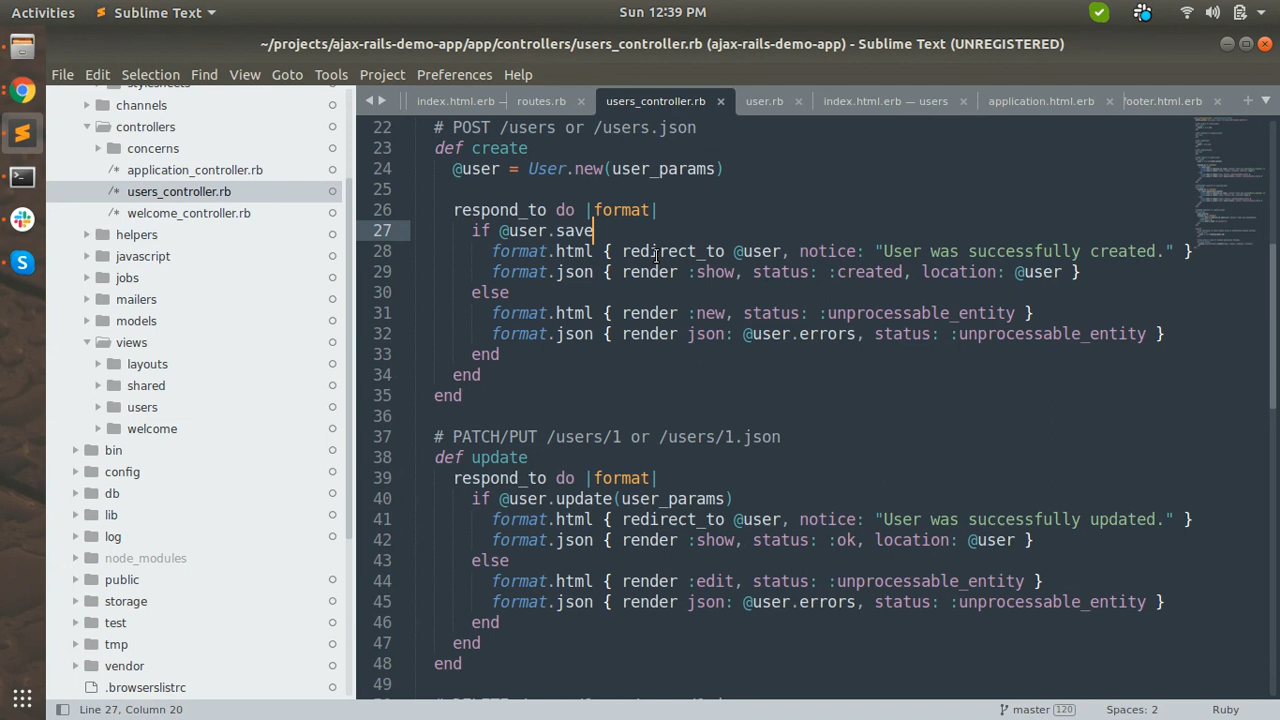 Activities Sublime Text Sun 12:39 PM
~/projects/ajax-rails-demo-app/app/controllers/users_controller.rb (ajax-rails-demo-app) - Sublime Text (UNREGISTERED)
File Edit Selection Find View Goto Tools Project Preferences Help
index.html.erb — routes.rb users_controller.rb user.rb index.html.erb — users application.html.erb footer.html.erb
channels
controllers
concerns
/* application_controller.rb
/* users_controller.rb
/* welcome_controller.rb
helpers
javascript
jobs
mailers
models
views
layouts
shared
users
welcome
bin
config
db
lib
log
node_modules
public
storage
test
tmp
vendor
.browserslistrc
22 # POST /users or /users.json
23 def create
24 @user = User.new(user_params)
25
26 respond_to do |format|
27 if @user.save
28 format.html { redirect_to @user, notice: "User was successfully created." }
29 format.json { render :show, status: :created, location: @user }
30 else
31 format.html { render :new, status: :unprocessable_entity }
32 format.json { render json: @user.errors, status: :unprocessable_entity }
33 end
34 end
35 end
36
37 # PATCH/PUT /users/1 or /users/1.json
38 def update
39 respond_to do |format|
40 if @user.update(user_params)
41 format.html { redirect_to @user, notice: "User was successfully updated." }
42 format.json { render :show, status: :ok, location: @user }
43 else
44 format.html { render :edit, status: :unprocessable_entity }
45 format.json { render json: @user.errors, status: :unprocessable_entity }
46 end
47 end
48 end
49
Line 27, Column 20 master 120 Spaces: 2 Ruby